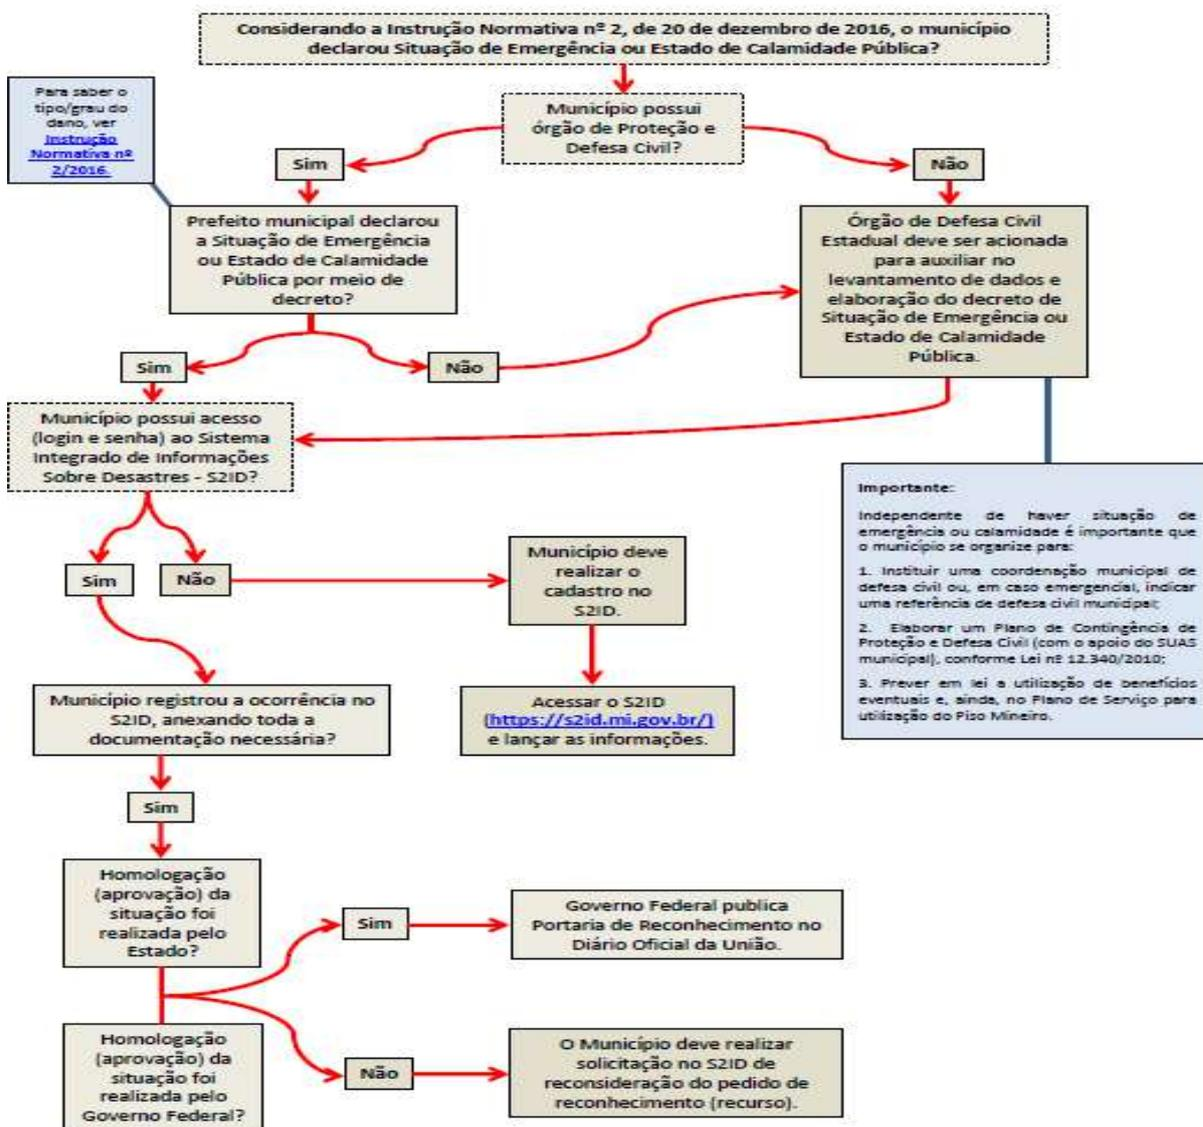 Considerando a Instrução Normativa nº 2, de 20 de dezembro de 2016, o município
declarou Situação de Emergência ou Estado de Calamidade Pública?
Para saber o
tipo/grau do
dano, ver
Instrução
Normativa nº
2/2016.
Município possui
órgão de Proteção e
Defesa Civil?
Sim
Não
Prefeito municipal declarou
a Situação de Emergência
ou Estado de Calamidade
Pública por meio de
decreto?
Órgão de Defesa Civil
Estadual deve ser acionada
para auxiliar no
levantamento de dados e
elaboração do decreto de
Situação de Emergência ou
Estado de Calamidade
Pública.
Sim
Não
Município possui acesso
(login e senha) ao Sistema
Integrado de Informações
Sobre Desastres - S2ID?
Importante:
Independente de haver situação de
emergência ou calamidade é importante que
o município se organize para:
1. Instituir uma coordenação municipal de
defesa civil ou, em caso emergencial, indicar
uma referência de defesa civil municipal;
2. Elaborar um Plano de Contingência de
Proteção e Defesa Civil (com o apoio do SUAS
municipal), conforme Lei nº 12.340/2010;
3. Prever em lei a utilização de benefícios
eventuais e, ainda, no Plano de Serviço para
utilização do Piso Mineiro.
Sim
Não
Município deve
realizar o
cadastro no
S2ID.
Município registrou a ocorrência no
S2ID, anexando toda a
documentação necessária?
Acessar o S2ID
(https://s2id.mi.gov.br/)
e lançar as informações.
Sim
Homologação
(aprovação) da
situação foi
realizada pelo
Estado?
Sim
Governo Federal publica
Portaria de Reconhecimento no
Diário Oficial da União.
Homologação
(aprovação) da
situação foi
realizada pelo
Governo Federal?
Não
O Município deve realizar
solicitação no S2ID de
reconsideração do pedido de
reconhecimento (recurso).